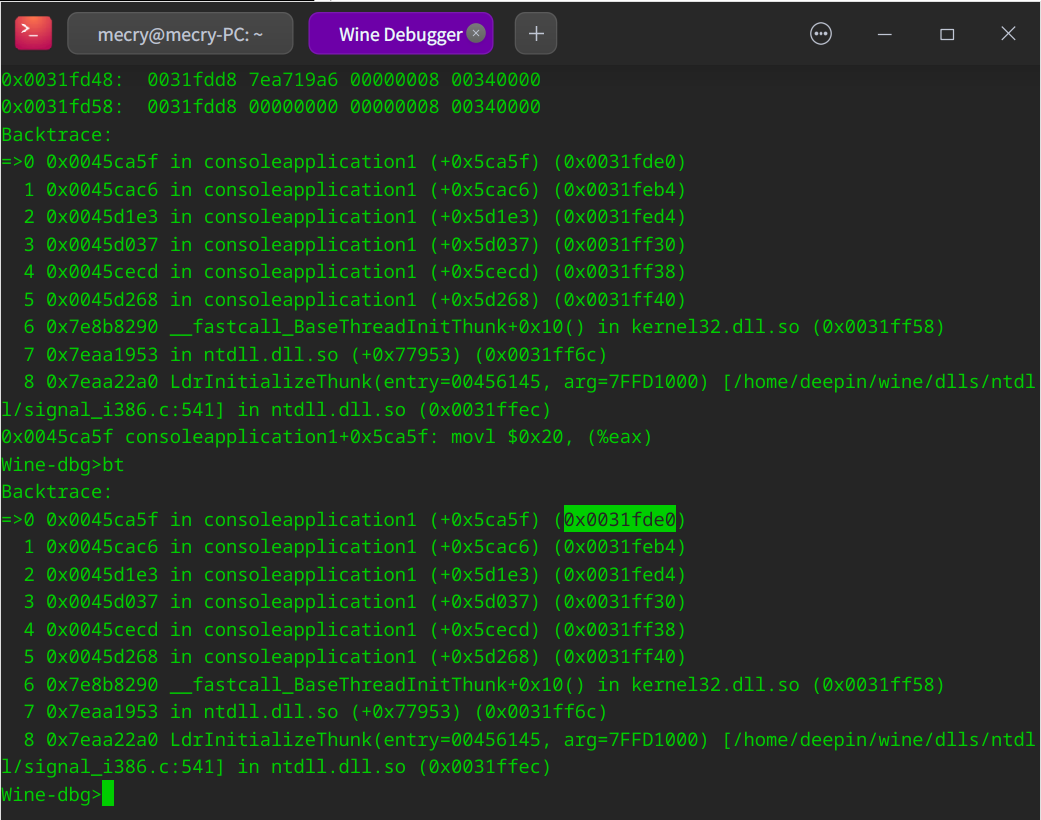 mecry@mecry-PC: ~
Wine Debugger
0x0031fd48:  0031fdd8 7ea719a6 00000008 00340000
0x0031fd58:  0031fdd8 00000000 00000008 00340000
Backtrace:
=>0 0x0045ca5f in consoleapplication1 (+0x5ca5f) (0x0031fde0)
  1 0x0045cac6 in consoleapplication1 (+0x5cac6) (0x0031feb4)
  2 0x0045d1e3 in consoleapplication1 (+0x5d1e3) (0x0031fed4)
  3 0x0045d037 in consoleapplication1 (+0x5d037) (0x0031ff30)
  4 0x0045cecd in consoleapplication1 (+0x5cecd) (0x0031ff38)
  5 0x0045d268 in consoleapplication1 (+0x5d268) (0x0031ff40)
  6 0x7e8b8290 __fastcall_BaseThreadInitThunk+0x10() in kernel32.dll.so (0x0031ff58)
  7 0x7eaa1953 in ntdll.dll.so (+0x77953) (0x0031ff6c)
  8 0x7eaa22a0 LdrInitializeThunk(entry=00456145, arg=7FFD1000) [/home/deepin/wine/dlls/ntdl
l/signal_i386.c:541] in ntdll.dll.so (0x0031ffec)
0x0045ca5f consoleapplication1+0x5ca5f: movl $0x20, (%eax)
Wine-dbg>bt
Backtrace:
=>0 0x0045ca5f in consoleapplication1 (+0x5ca5f) (0x0031fde0)
  1 0x0045cac6 in consoleapplication1 (+0x5cac6) (0x0031feb4)
  2 0x0045d1e3 in consoleapplication1 (+0x5d1e3) (0x0031fed4)
  3 0x0045d037 in consoleapplication1 (+0x5d037) (0x0031ff30)
  4 0x0045cecd in consoleapplication1 (+0x5cecd) (0x0031ff38)
  5 0x0045d268 in consoleapplication1 (+0x5d268) (0x0031ff40)
  6 0x7e8b8290 __fastcall_BaseThreadInitThunk+0x10() in kernel32.dll.so (0x0031ff58)
  7 0x7eaa1953 in ntdll.dll.so (+0x77953) (0x0031ff6c)
  8 0x7eaa22a0 LdrInitializeThunk(entry=00456145, arg=7FFD1000) [/home/deepin/wine/dlls/ntdl
l/signal_i386.c:541] in ntdll.dll.so (0x0031ffec)
Wine-dbg>